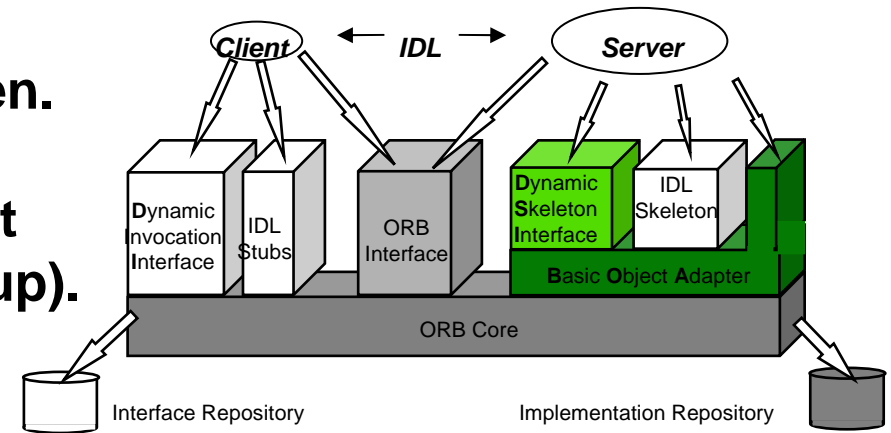 Client IDL Server
en.
t
up).
Dynamic
Invocation
Interface
IDL
Stubs
ORB
Interface
Dynamic
Skeleton
Interface
IDL
Skeleton
Basic Object Adapter
ORB Core
Interface Repository
Implementation Repository